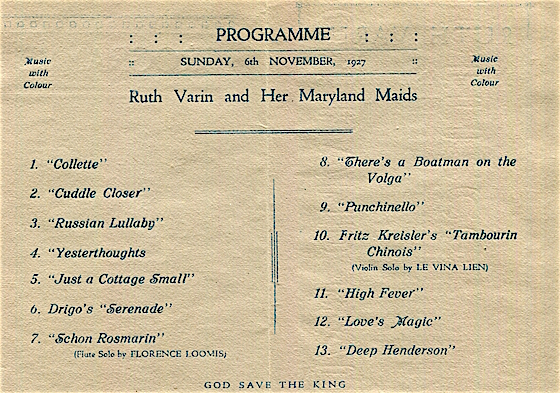 PROGRAMME
SUNDAY, 6th NOVEMBER, 1927
Music
with
Colour
Music
with
Colour
Ruth Varin and Her Maryland Maids
1. "Collette"
2. "Cuddle Closer"
3. "Russian Lullaby"
4. "Yesterthoughts
5. "Just a Cottage Small"
6. Drigo's "Serenade"
7. "Schon Rosmarin"
(Flute Solo by FLORENCE LOOMIS)
8. "There's a Boatman on the
Volga"
9. "Punchinello"
10. Fritz Kreisler's "Tambourin
Chinois"
(Violin Solo by LE VINA LIEN)
11. "High Fever"
12. "Love's Magic"
13. "Deep Henderson"
GOD SAVE THE KING